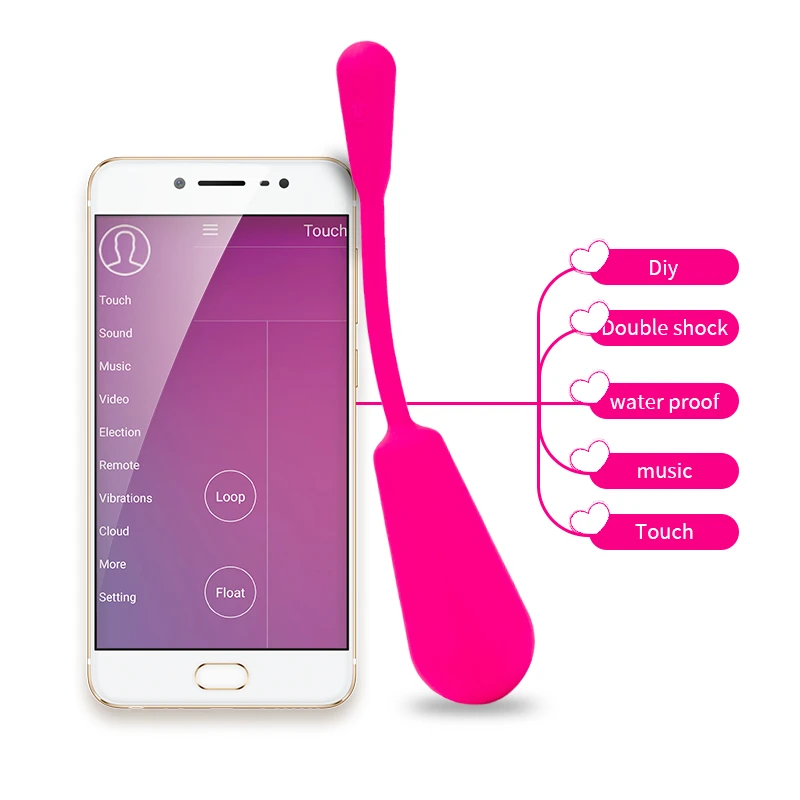 Touch
Touch
Sound
Music
Video
Election
Remote
Vibrations
Cloud
More
Setting
Loop
Float
Diy
Double shock
water proof
music
Touch